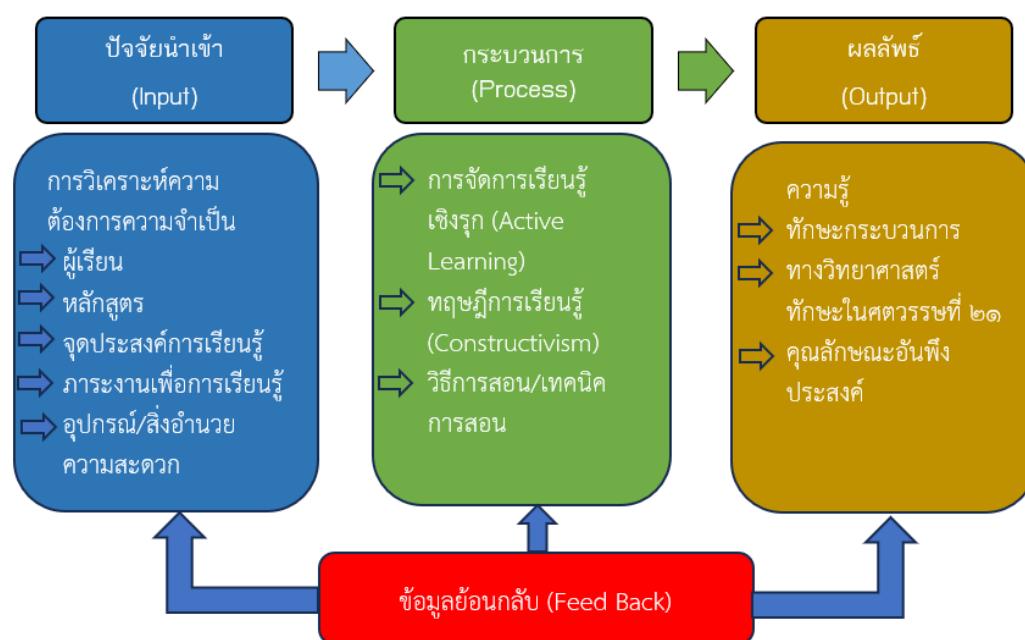 ปัจจัยนำเข้า
(Input)
กระบวนการ
(Process)
ผลลัพธ์
(Output)
การวิเคราะห์ความ
ต้องการความจำเป็น
ผู้เรียน
หลักสูตร
จุดประสงค์การเรียนรู้
ภาระงานเพื่อการเรียนรู้
อุปกรณ์/สิ่งอำนวย
ความสะดวก
การจัดการเรียนรู้
เชิงรุก (Active
Learning)
ทฤษฎีการเรียนรู้
(Constructivism)
วิธีการสอน/เทคนิค
การสอน
ความรู้
ทักษะกระบวนการ
ทางวิทยาศาสตร์
ทักษะในศตวรรษที่ ๒๑
คุณลักษณะอันพึง
ประสงค์
ข้อมูลย้อนกลับ (Feed Back)